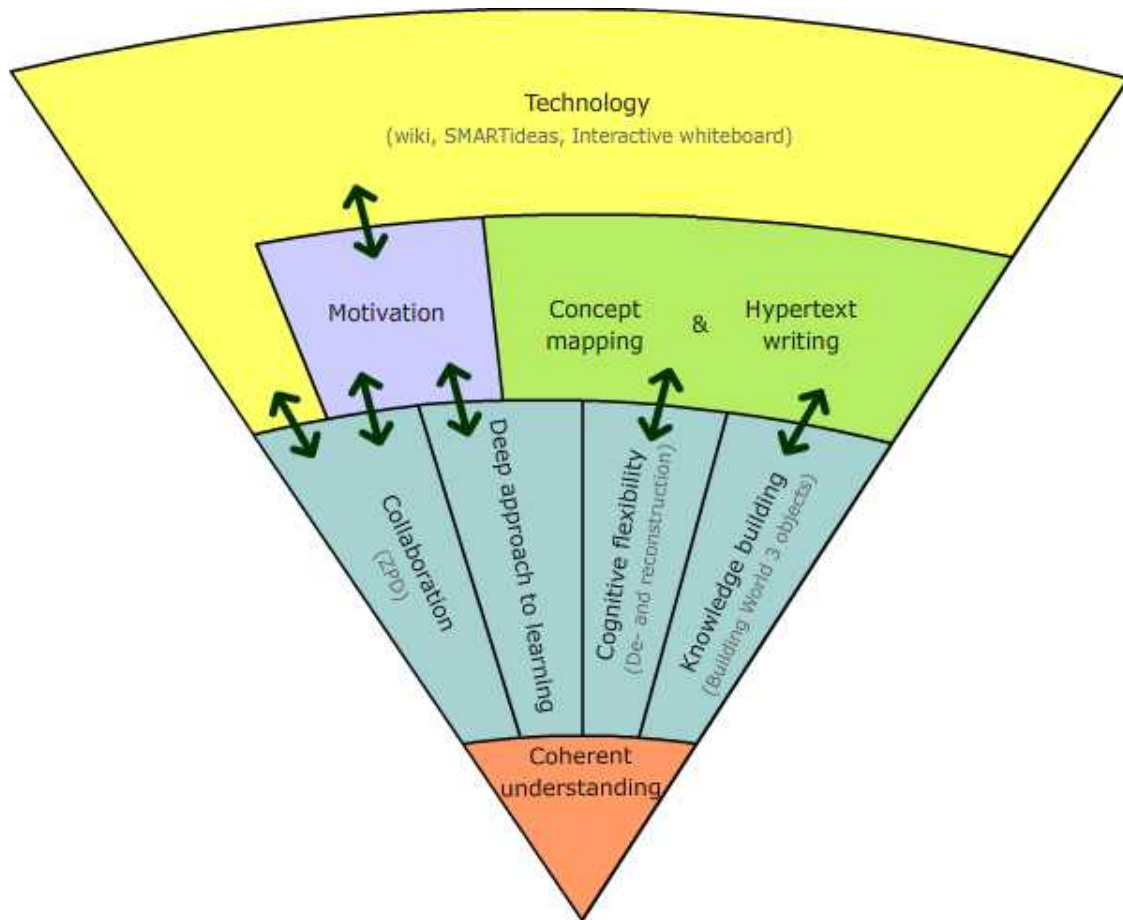 Technology
(wiki, SMARTideas, Interactive whiteboard)
Motivation
Concept
mapping
&
Hypertext
writing
Collaboration
(ZPD)
Deep approach to learning
Cognitive flexibility
(De- and reconstruction)
Knowledge building
(Building World 3 objects)
Coherent
understanding